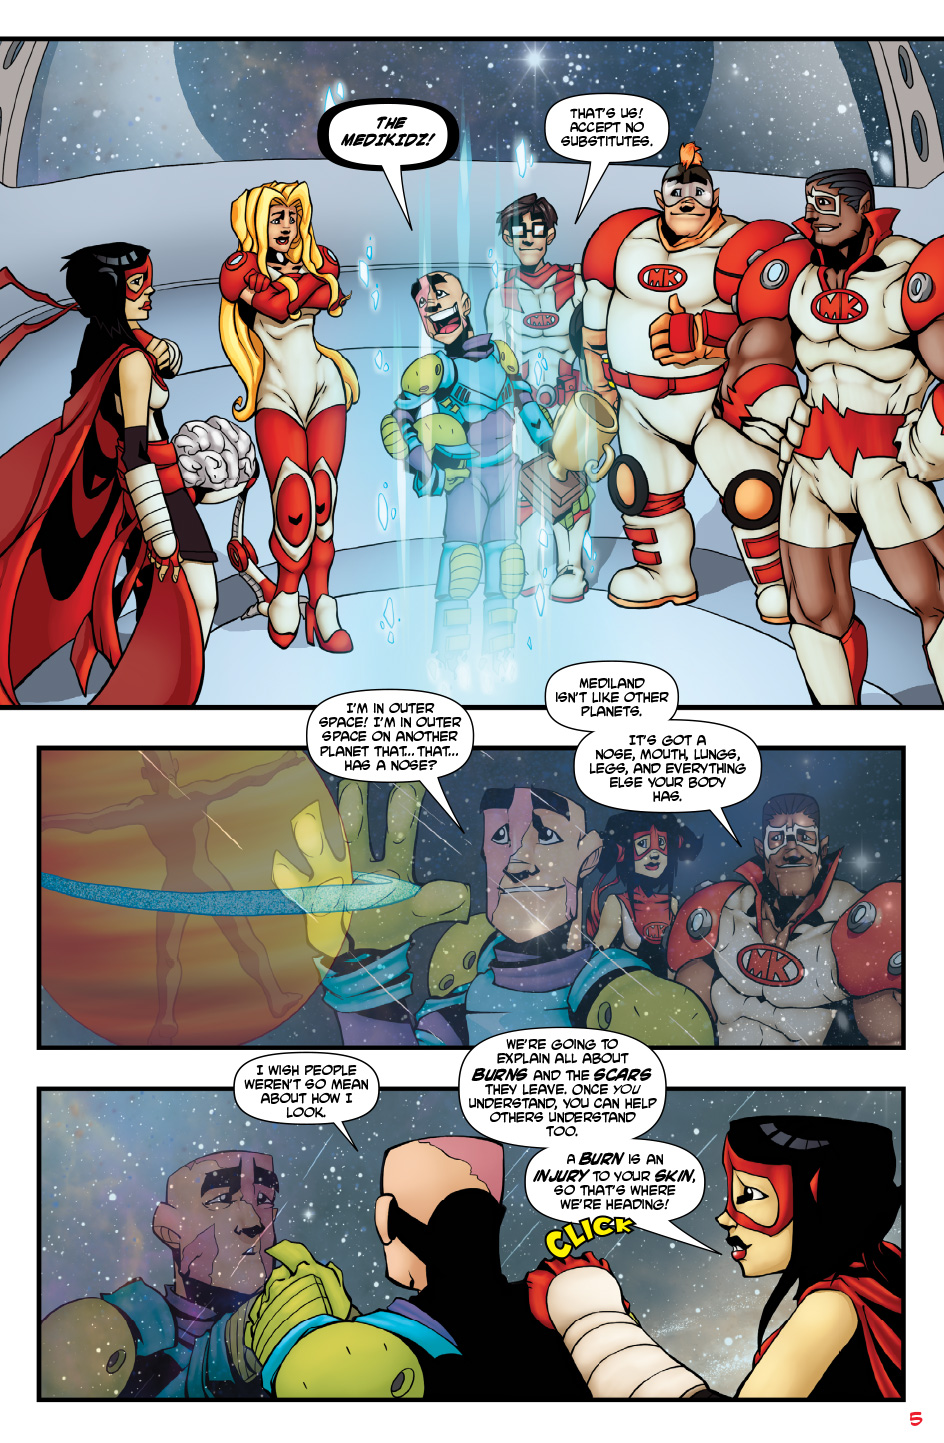 THE
MEDIKIDZ!
THAT'S US!
ACCEPT NO
SUBSTITUTES.
MK
MK
MK
I'M IN OUTER
SPACE! I'M IN OUTER
SPACE ON ANOTHER
PLANET THAT... THAT...
HAS A NOSE?
MEDILAND
ISN'T LIKE OTHER
PLANETS.
IT'S GOT A
NOSE, MOUTH, LUNGS,
LEGS, AND EVERYTHING
ELSE YOUR BODY
HAS.
MK
MK
I WISH PEOPLE
WEREN'T SO MEAN
ABOUT HOW I
LOOK.
WE'RE GOING TO
EXPLAIN ALL ABOUT
BURNS AND THE SCARS
THEY LEAVE. ONCE YOU
UNDERSTAND, YOU CAN HELP
OTHERS UNDERSTAND
TOO.
A BURN IS AN
INJURY TO YOUR SKIN,
SO THAT'S WHERE
WE'RE HEADING!
CLICK
5